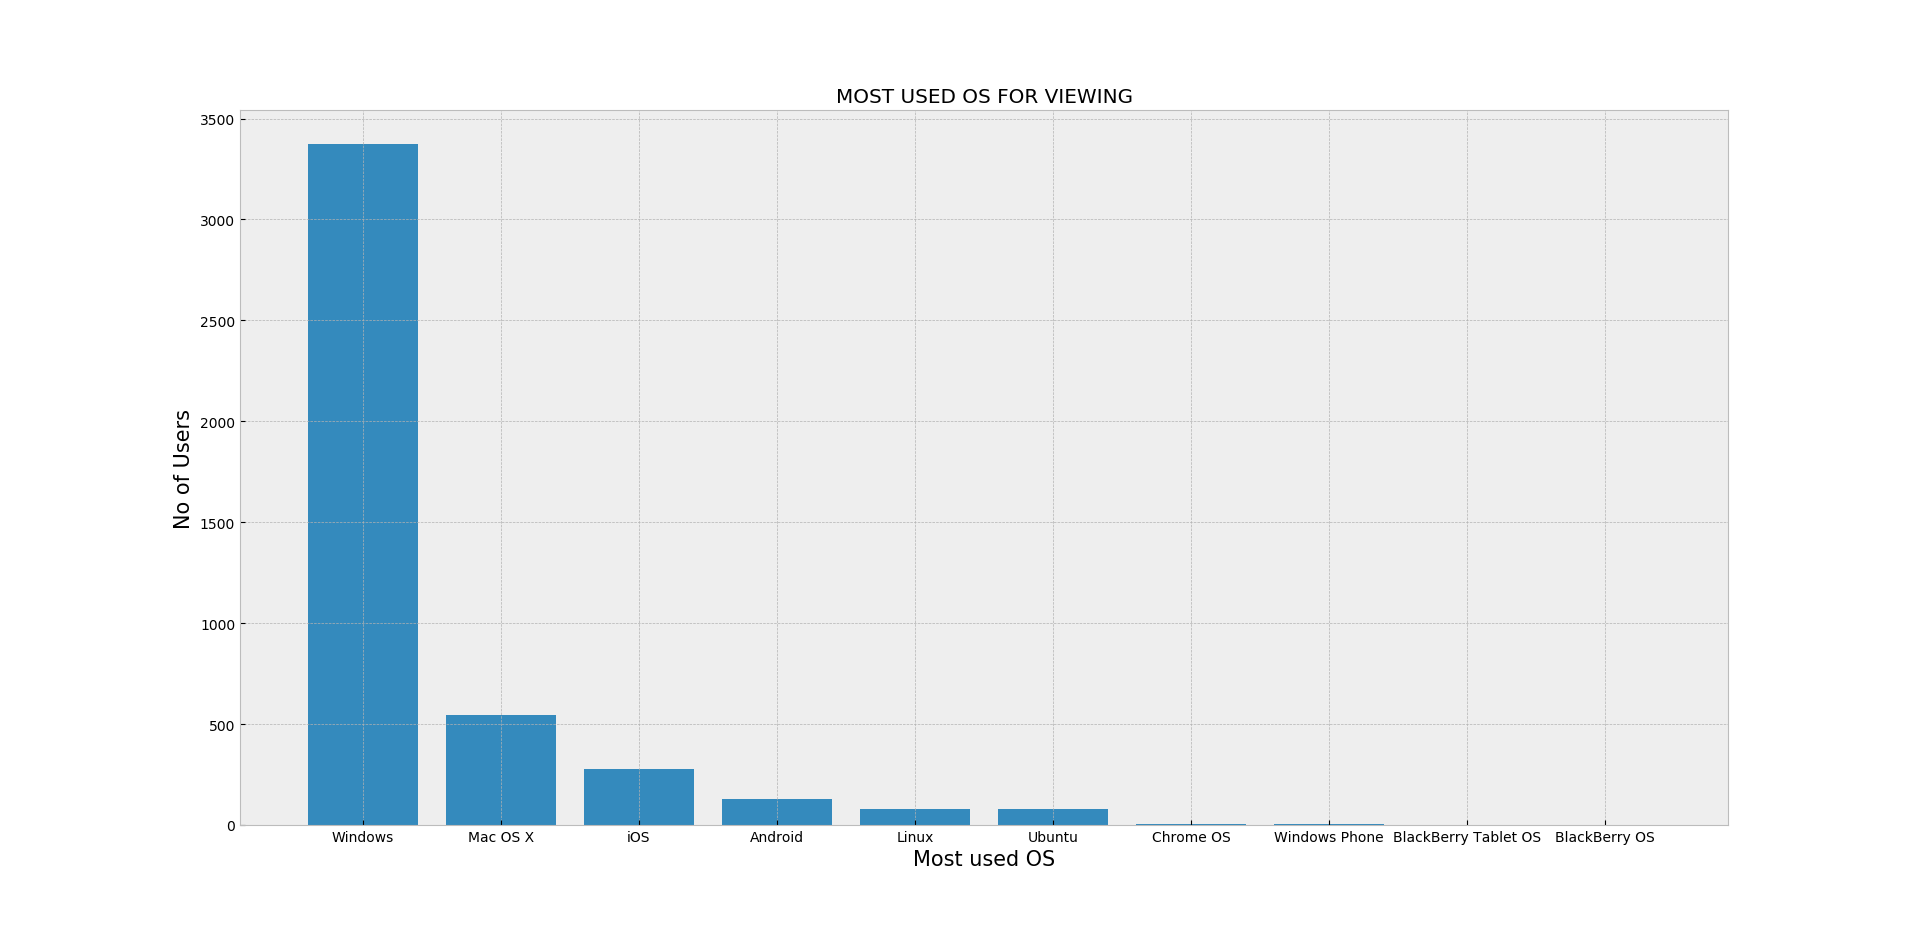 MOST USED OS FOR VIEWING
3500
3000
2500
2000
1500
1000
500
0
No of Users
Windows Mac OS X iOS Android Linux Ubuntu Chrome OS Windows Phone BlackBerry Tablet OS BlackBerry OS
Most used OS